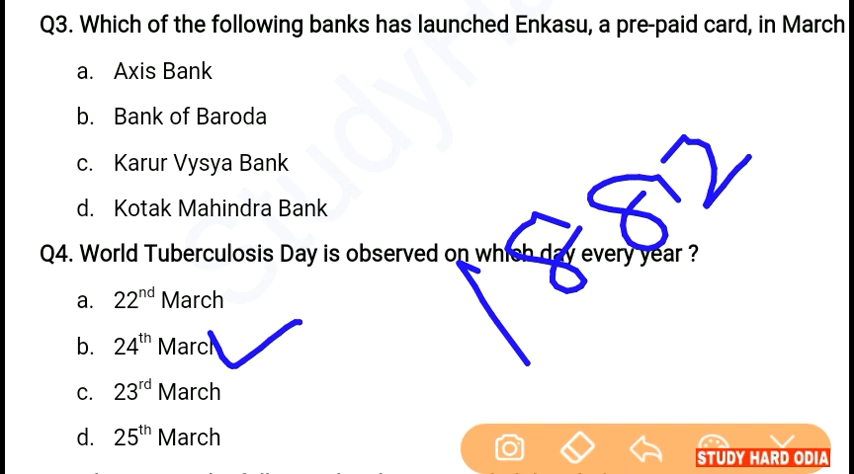 Q3. Which of the following banks has launched Enkasu, a pre-paid card, in March
a. Axis Bank
b. Bank of Baroda
c. Karur Vysya Bank
d. Kotak Mahindra Bank
1882
Q4. World Tuberculosis Day is observed on which day every year ?
a. 22nd March
b. 24th March
c. 23rd March
d. 25th March
STUDY HARD ODIA